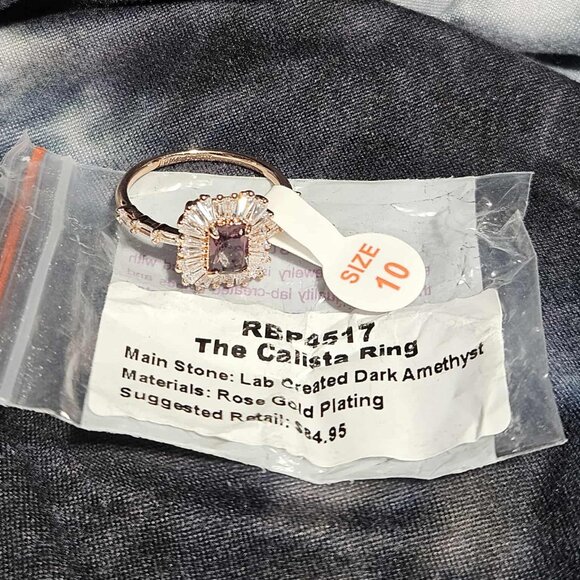 SIZE
10
RBP4517
The Calista Ring
Main Stone: Lab Created Dark Amethyst
Materials: Rose Gold Plating
Suggested Retail: $84.95